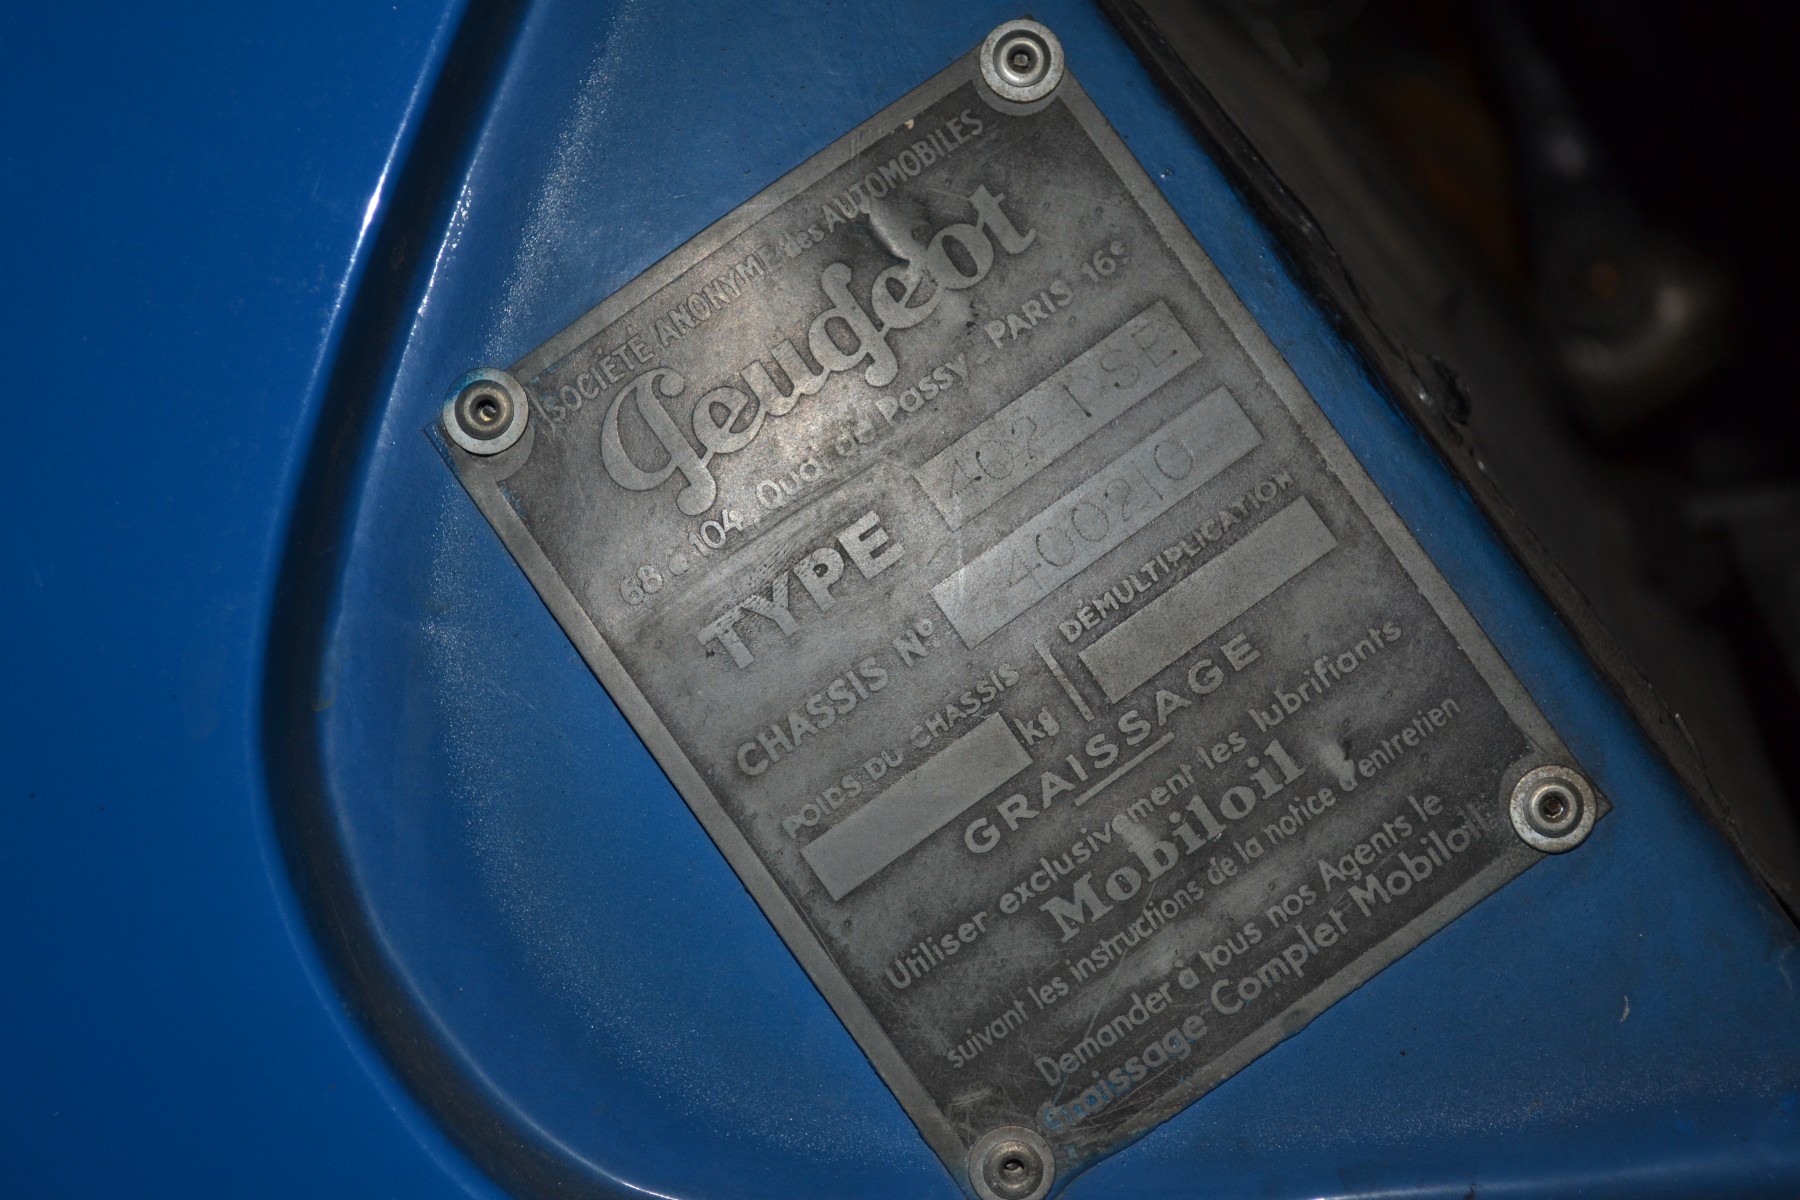 SOCIÉTÉ ANONYME des AUTOMOBILES
Peugeot
68 à 104, Quai de Passy - PARIS 16e
TYPE 402
CHASSIS No 400210
POIDS DU CHASSIS kg
DÉMULTIPLICATION
GRAISSAGE
Utiliser exclusivement les lubrifiants
Mobiloil
suivant les instructions de la notice d'entretien
Demander à tous nos Agents le
Graissage Complet Mobiloil